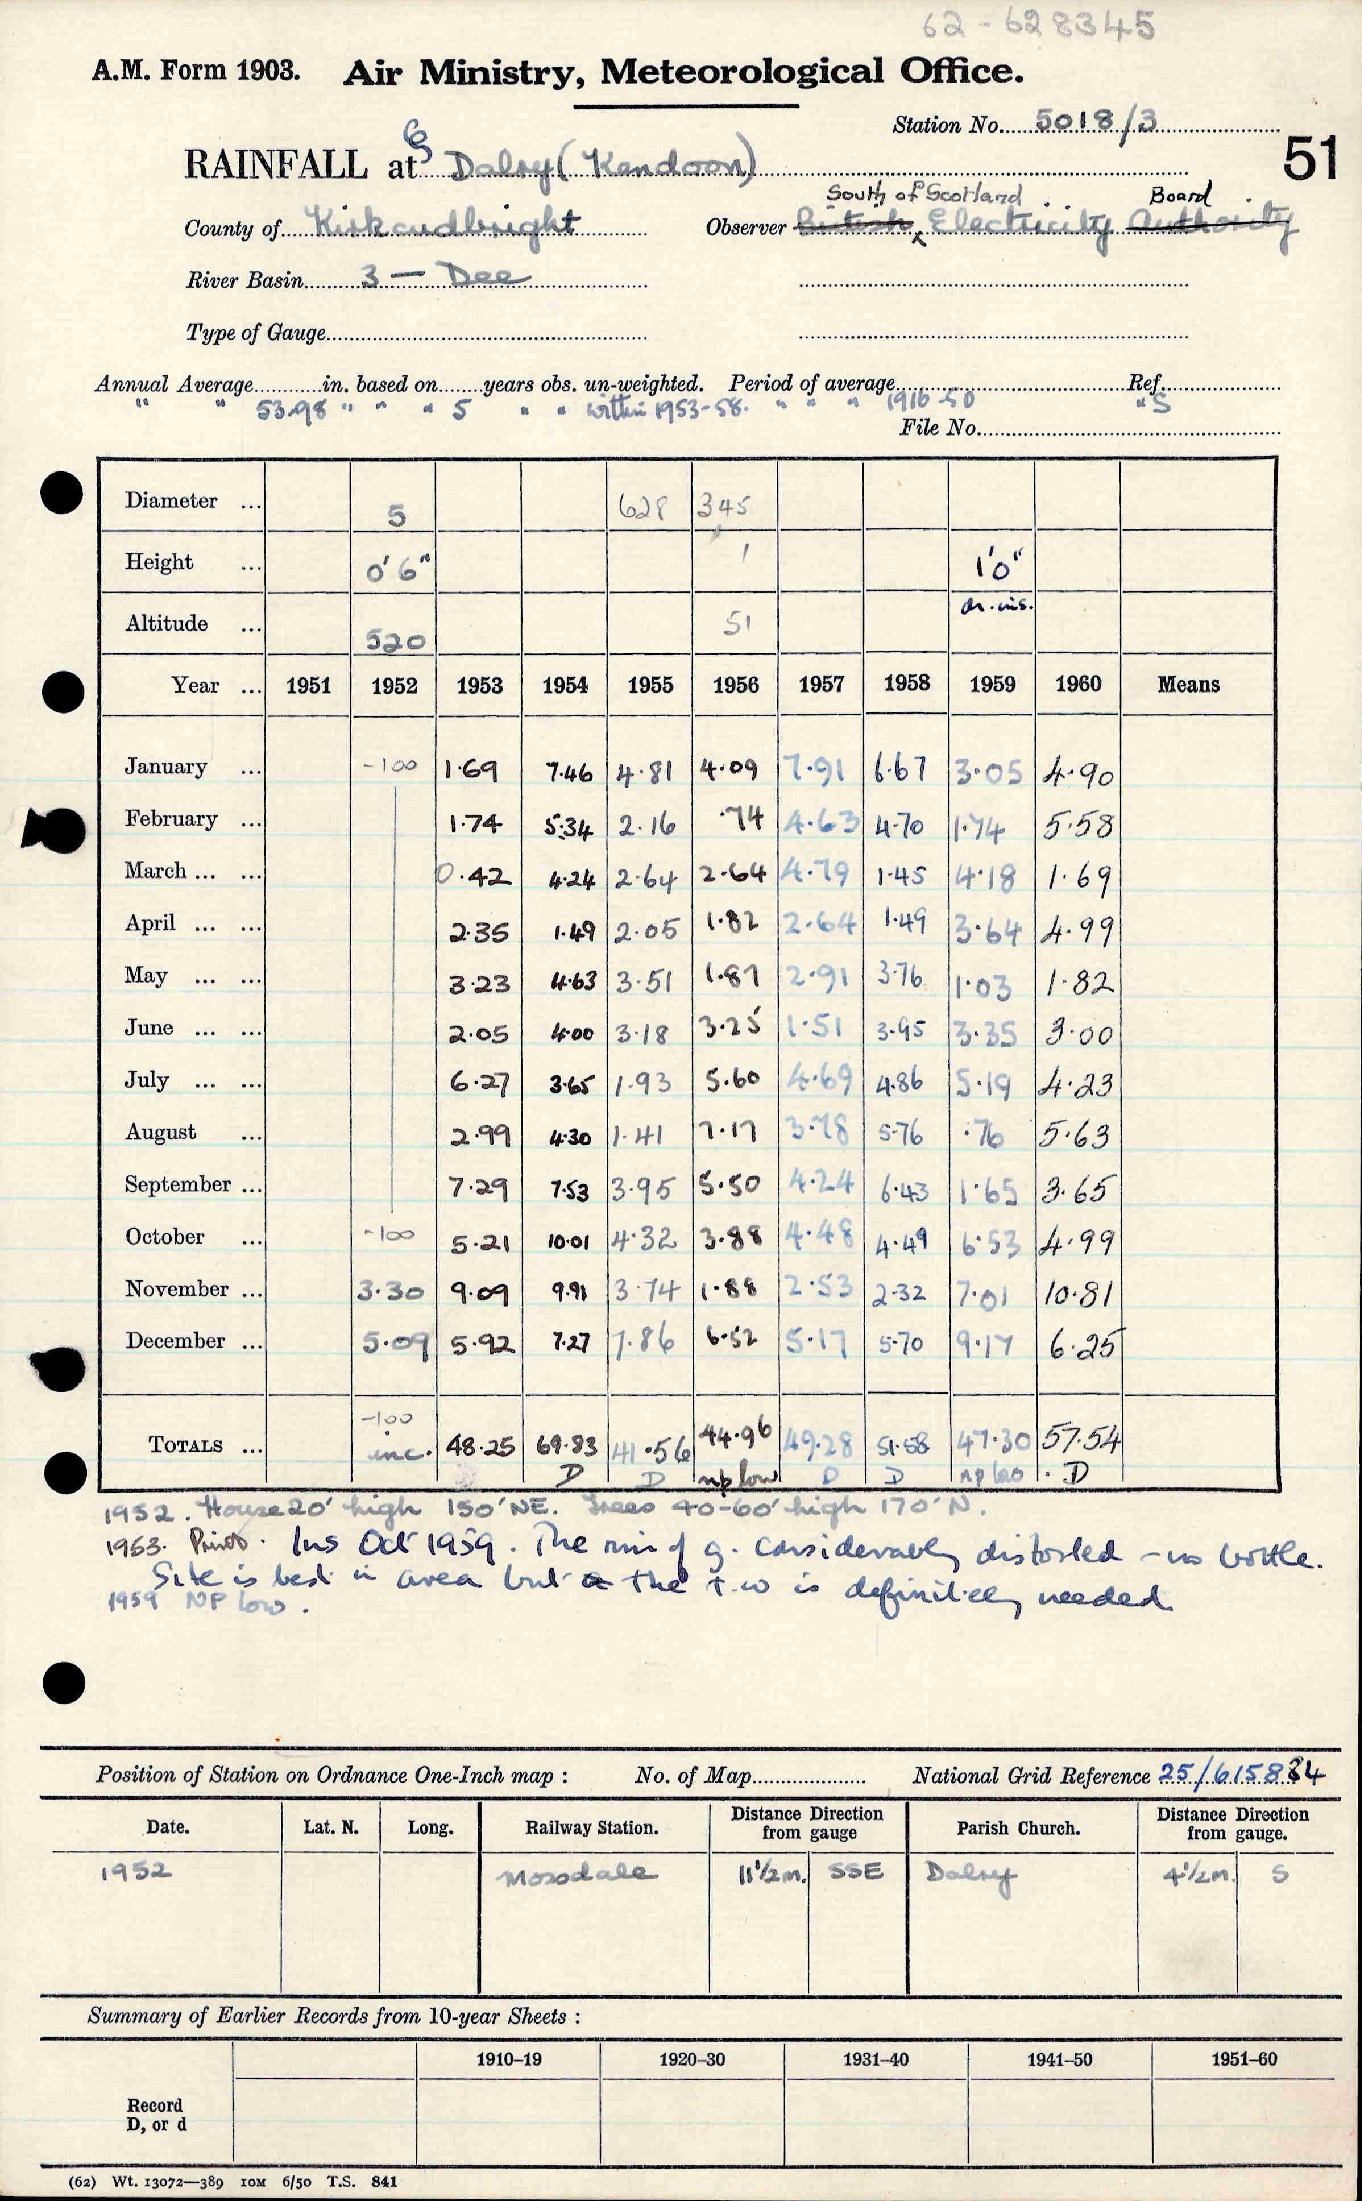 62-628345
A.M. Form 1903. Air Ministry, Meteorological Office.
Station No. 5018/3
51
RAINFALL at Dalry (Kendoon)
South of Scotland Board
County of Kirkcudbright Observer British Electricity Authority
River Basin 3 — Dee
Type of Gauge
Annual Average in. based on years obs. un-weighted. Period of average Ref.
" " 53.98 " " " 5 " " within 1953-58. " " " 1916-50 "S
File No.
Diameter ... 5 628 345
Height ... 0'6" 1 1'0"
dr. ins.
Altitude ... 520 51
Year ... 1951 1952 1953 1954 1955 1956 1957 1958 1959 1960 Means
January ... -100 1.69 7.46 4.81 4.09 7.91 6.67 3.05 4.90
February ... 1.74 5.34 2.16 .74 4.63 4.70 1.74 5.58
March ... ... 0.42 4.24 2.64 2.64 4.79 1.45 4.18 1.69
April ... ... 2.35 1.49 2.05 1.82 2.64 1.49 3.64 4.99
May ... ... 3.23 4.63 3.51 1.87 2.91 3.76 1.03 1.82
June ... ... 2.05 4.00 3.18 3.25 1.51 3.95 3.35 3.00
July ... ... 6.27 3.65 1.93 5.60 4.69 4.86 5.19 4.23
August ... 2.99 4.30 1.41 7.17 3.78 5.76 .76 5.63
September ... 7.29 7.53 3.95 5.50 4.24 6.43 1.65 3.65
October ... -100 5.21 10.01 4.32 3.88 4.48 4.49 6.53 4.99
November ... 3.30 9.09 9.91 3.74 1.88 2.53 2.32 7.01 10.81
December ... 5.09 5.92 7.27 7.86 6.52 5.17 5.70 9.17 6.25
-100
TOTALS ... inc. 48.25 69.83 41.56 44.96 49.28 51.58 47.30 57.54
D D np low D D np low D
1952. House 20' high 150' NE. Trees 40-60' high 170' N.
1953. Ins Oct 1959. The rim of g. considerably distorted - no bottle.
Site is best in area but the t.w is definitely needed
1959 NP low.
Position of Station on Ordnance One-Inch map : No. of Map National Grid Reference 25/615834
Date. Lat. N. Long. Railway Station. Distance Direction from gauge Parish Church. Distance Direction from gauge.
1952 Mossdale 11½m. SSE Dalry 4½m. S
Summary of Earlier Records from 10-year Sheets :
1910–19 1920–30 1931–40 1941–50 1951–60
Record
D, or d
(62) Wt. 13072—389 10M 6/50 T.S. 841